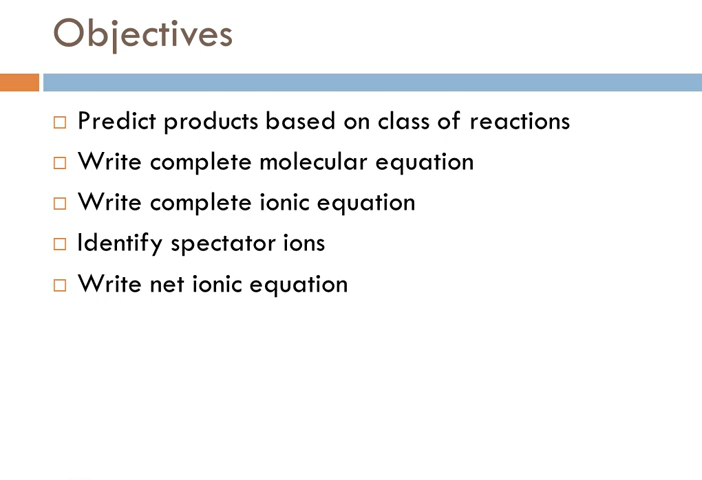 Objectives
Predict products based on class of reactions
Write complete molecular equation
Write complete ionic equation
Identify spectator ions
Write net ionic equation